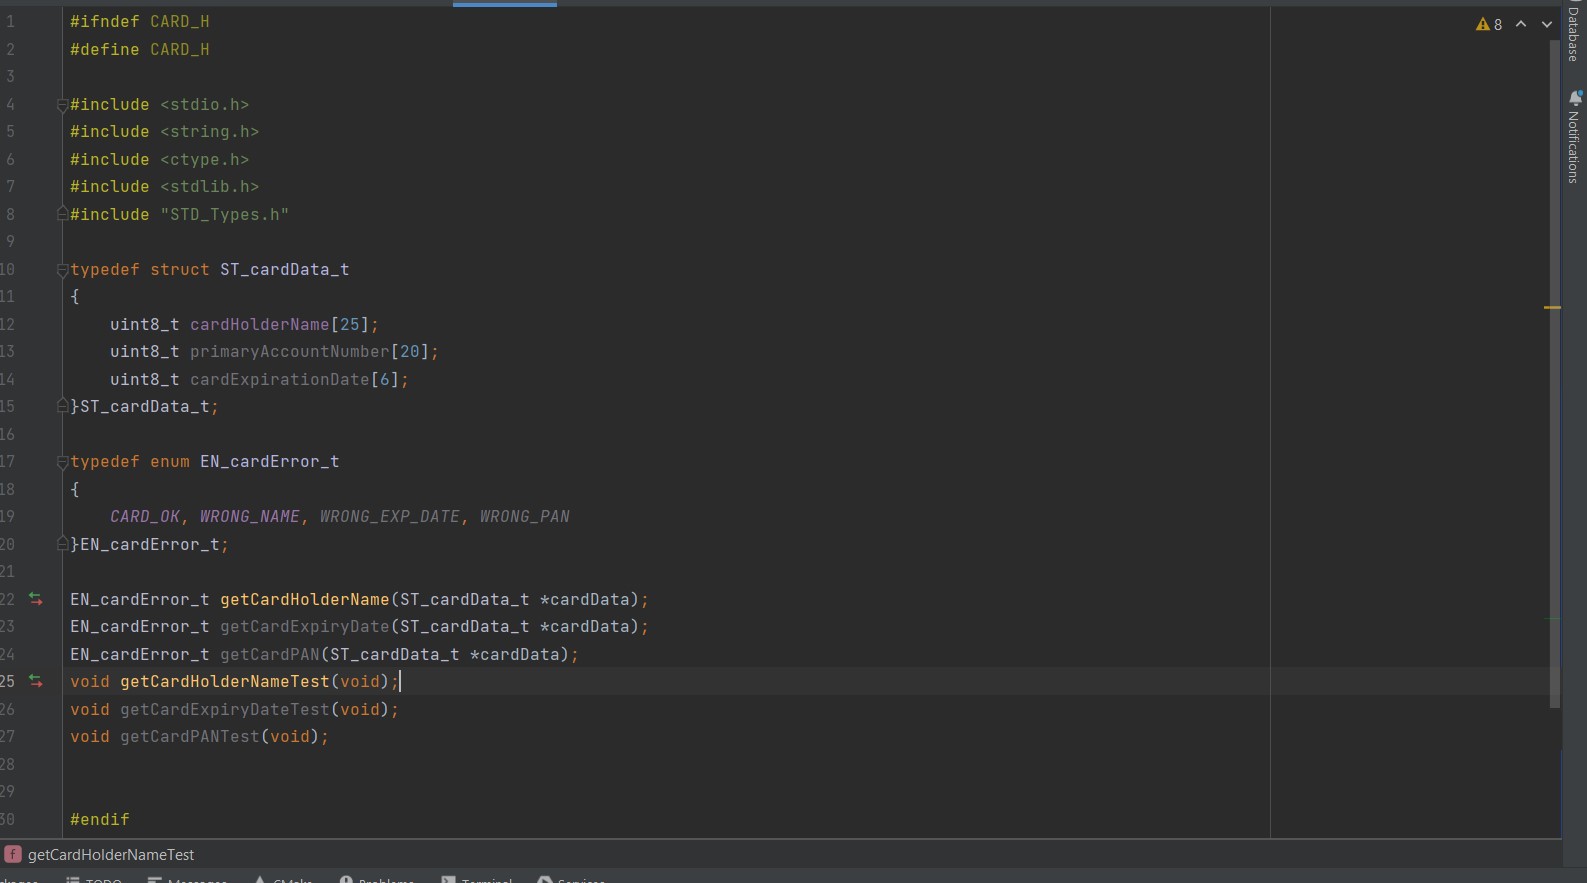 1 #ifndef CARD_H
2 #define CARD_H
3
4 #include <stdio.h>
5 #include <string.h>
6 #include <ctype.h>
7 #include <stdlib.h>
8 #include "STD_Types.h"
9
10 typedef struct ST_cardData_t
11 {
12     uint8_t cardHolderName[25];
13     uint8_t primaryAccountNumber[20];
14     uint8_t cardExpirationDate[6];
15 }ST_cardData_t;
16
17 typedef enum EN_cardError_t
18 {
19     CARD_OK, WRONG_NAME, WRONG_EXP_DATE, WRONG_PAN
20 }EN_cardError_t;
21
22 EN_cardError_t getCardHolderName(ST_cardData_t *cardData);
23 EN_cardError_t getCardExpiryDate(ST_cardData_t *cardData);
24 EN_cardError_t getCardPAN(ST_cardData_t *cardData);
25 void getCardHolderNameTest(void);
26 void getCardExpiryDateTest(void);
27 void getCardPANTest(void);
28
29
30 #endif
8
Database
Notifications
f getCardHolderNameTest
TODO Messages CMake Problems Terminal Services